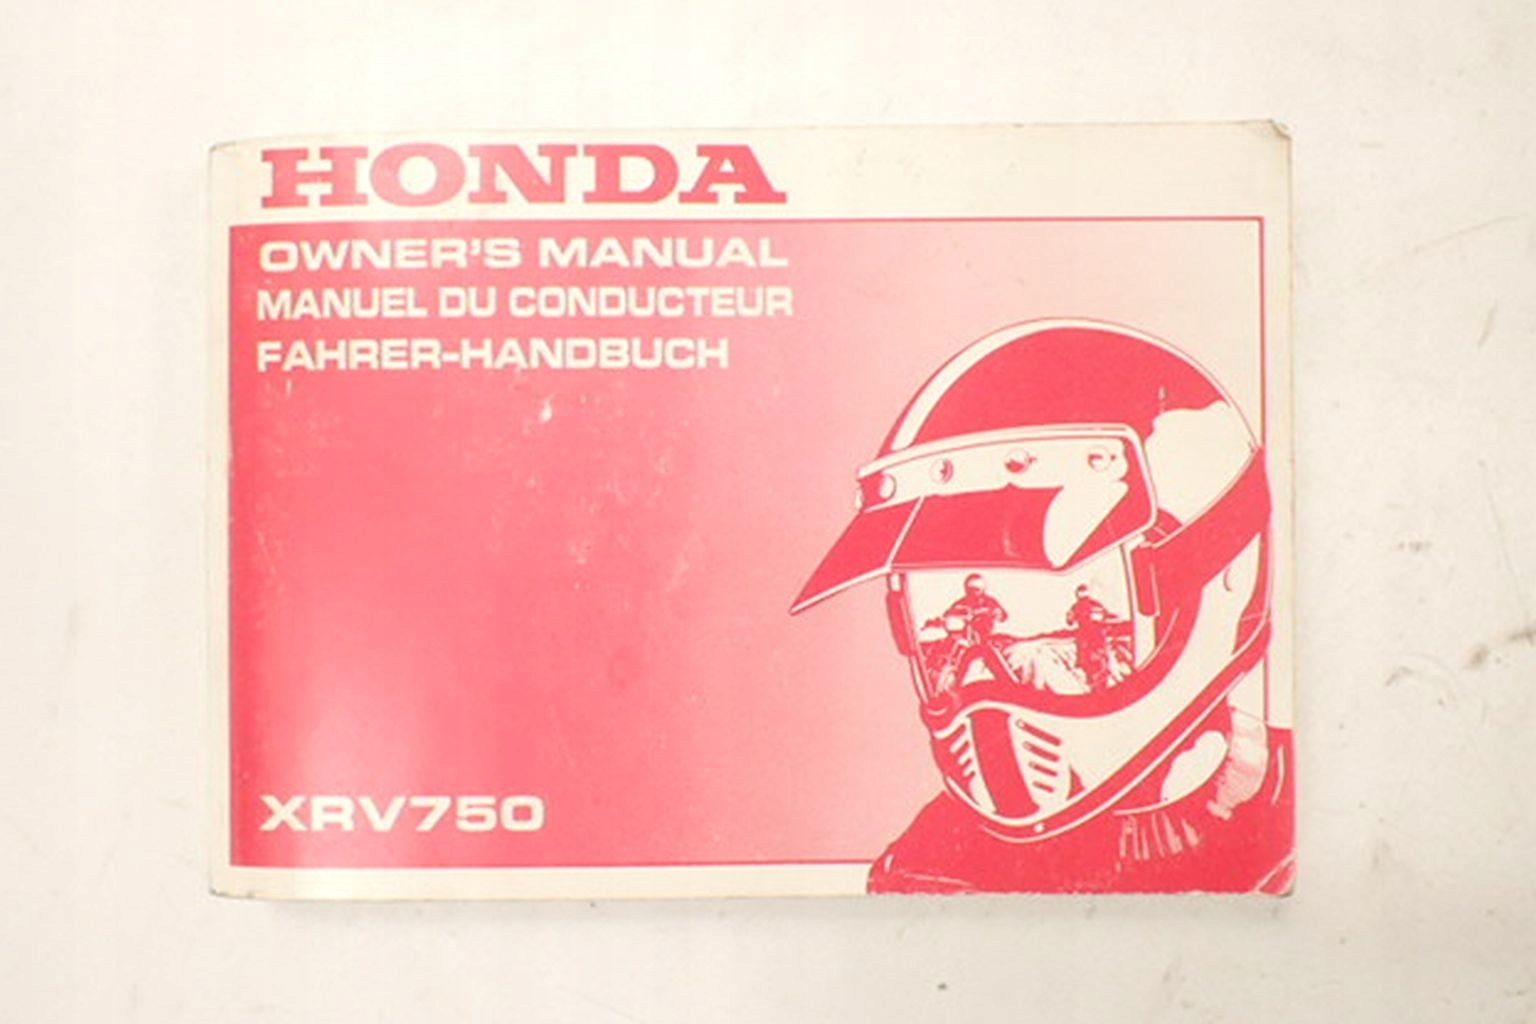 HONDA
OWNER'S MANUAL
MANUEL DU CONDUCTEUR
FAHRER-HANDBUCH
XRV750